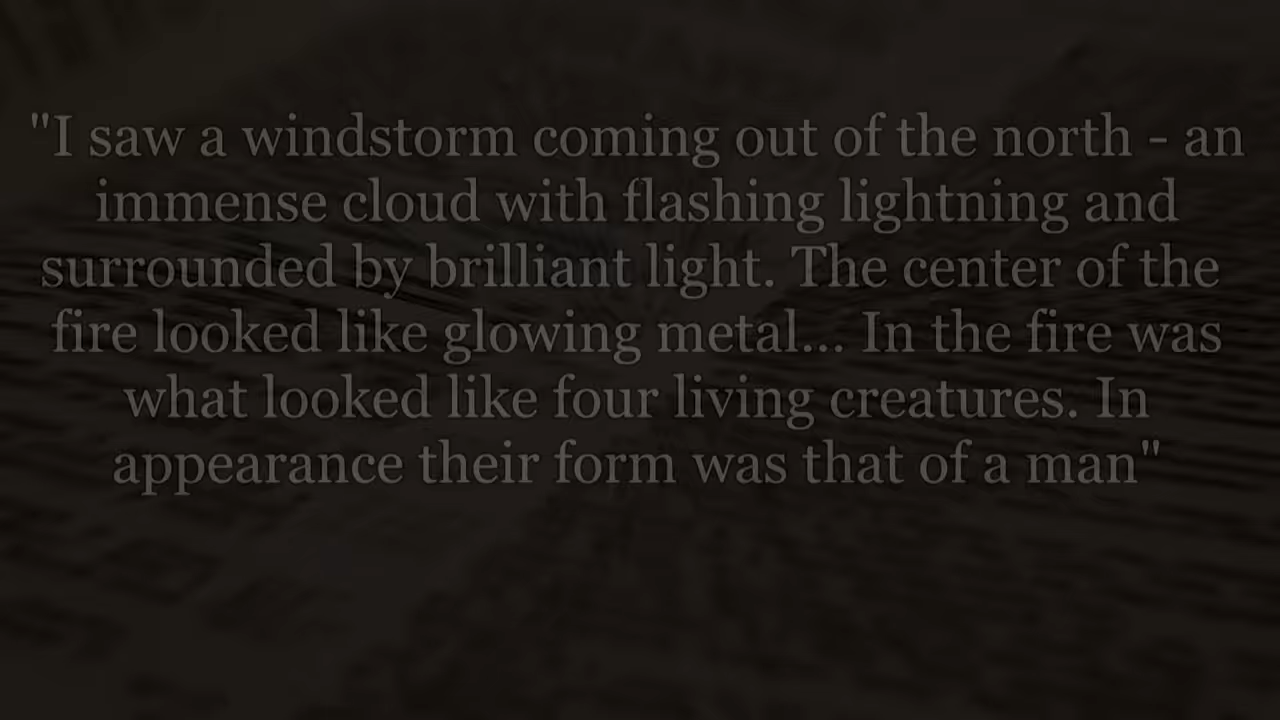 "I saw a windstorm coming out of the north - an
immense cloud with flashing lightning and
surrounded by brilliant light. The center of the
fire looked like glowing metal... In the fire was
what looked like four living creatures. In
appearance their form was that of a man"